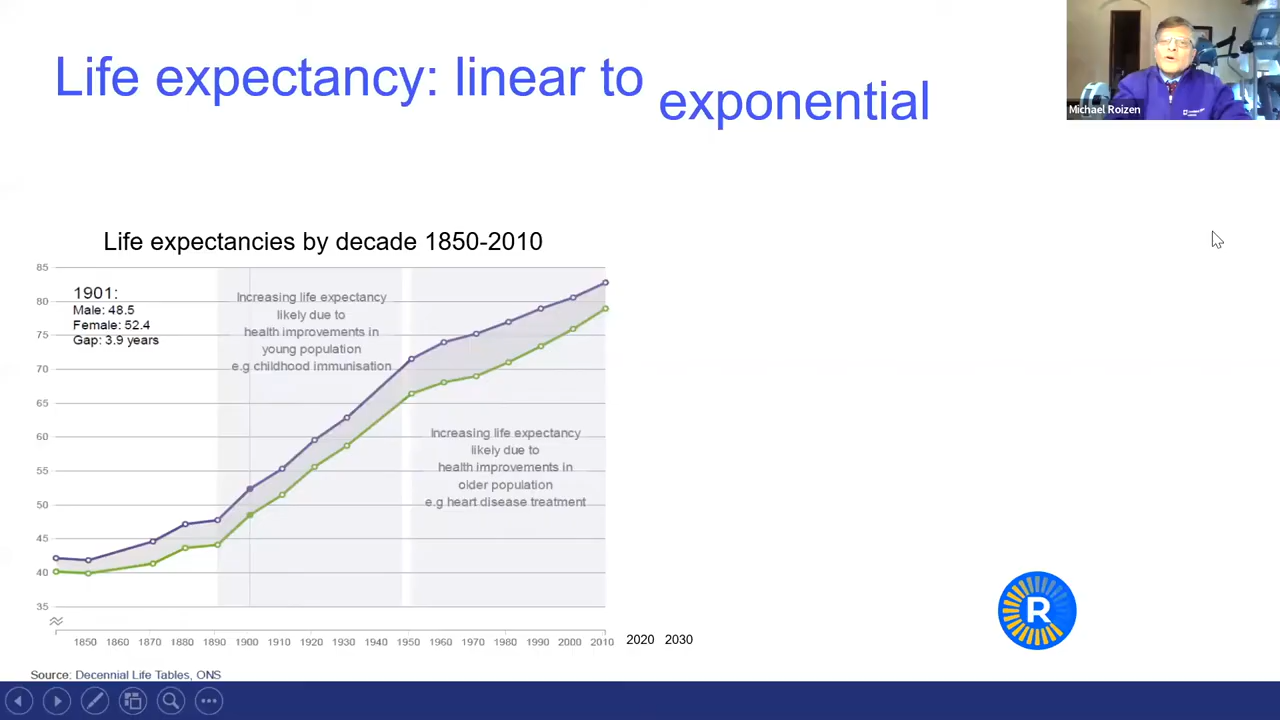 Life expectancy: linear to exponential
Michael Roizen
Life expectancies by decade 1850-2010
85
80
75
70
65
60
55
50
45
40
35
1901:
Male: 48.5
Female: 52.4
Gap: 3.9 years
Increasing life expectancy
likely due to
health improvements in
young population
e.g childhood immunisation
Increasing life expectancy
likely due to
health improvements in
older population
e.g heart disease treatment
1850 1860 1870 1880 1890 1900 1910 1920 1930 1940 1950 1960 1970 1980 1990 2000 2010 2020 2030
Source: Decennial Life Tables, ONS
R